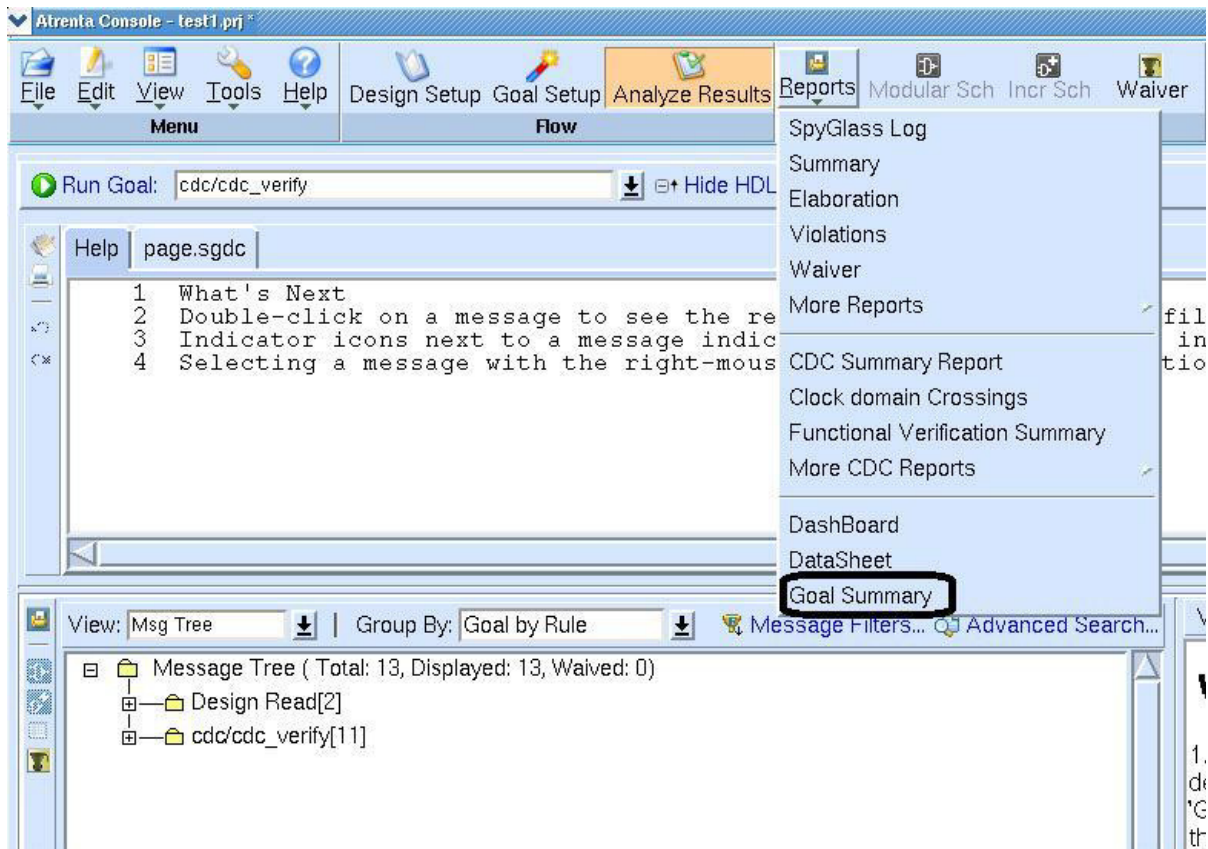 Atrenta Console - test1.prj *
File Edit View Tools Help Design Setup Goal Setup Analyze Results Reports Modular Sch Incr Sch Waiver
Menu Flow
Run Goal: cdc/cdc_verify Hide HDL
SpyGlass Log
Summary
Elaboration
Violations
Waiver
More Reports
CDC Summary Report
Clock domain Crossings
Functional Verification Summary
More CDC Reports
DashBoard
DataSheet
Goal Summary
Help page.sgdc
1 What's Next
2 Double-click on a message to see the re fil
3 Indicator icons next to a message indic in
4 Selecting a message with the right-mous tio
View: Msg Tree | Group By: Goal by Rule Message Filters... Advanced Search...
Message Tree ( Total: 13, Displayed: 13, Waived: 0)
Design Read[2]
cdc/cdc_verify[11]
1.
de
'G
th